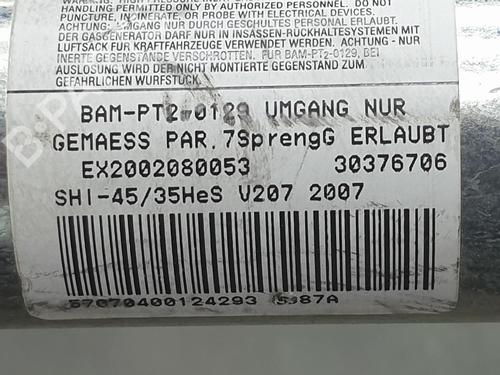 HANDLING PERMITTED ONLY BY AUTHORIZED PERSONNEL. DO NOT
PUNCTURE, INCINERATE, OR PROBE WITH ELECTRICAL DEVICES.
ACHTUNG: UMGANG NUR DURCH GESCHULTES PERSONAL ERLAUBT.
DER GASGENERATOR DARF NUR IN INSASSEN-RÜCKHALTESYSTEMEN MIT
LUFTSACK FÜR KRAFTFAHRZEUGE VERWENDET WERDEN. ACHTUNG - NUR
INERTE GEGENSTÄNDE VERSCHROTTEN. FÜR BAM-PT2-0129, BEI
AUSLÖSUNG WIRD DER NICHT MONTIERTE GEGENSTAND ZUM
GEFÄHRLICHEN WURFSTÜCK.
BAM-PT2-0129 UMGANG NUR
GEMAESS PAR.7SprengG ERLAUBT
EX2002080053 30376706
SHI-45/35HeS V207 2007
57070400124293 87A
B-PA